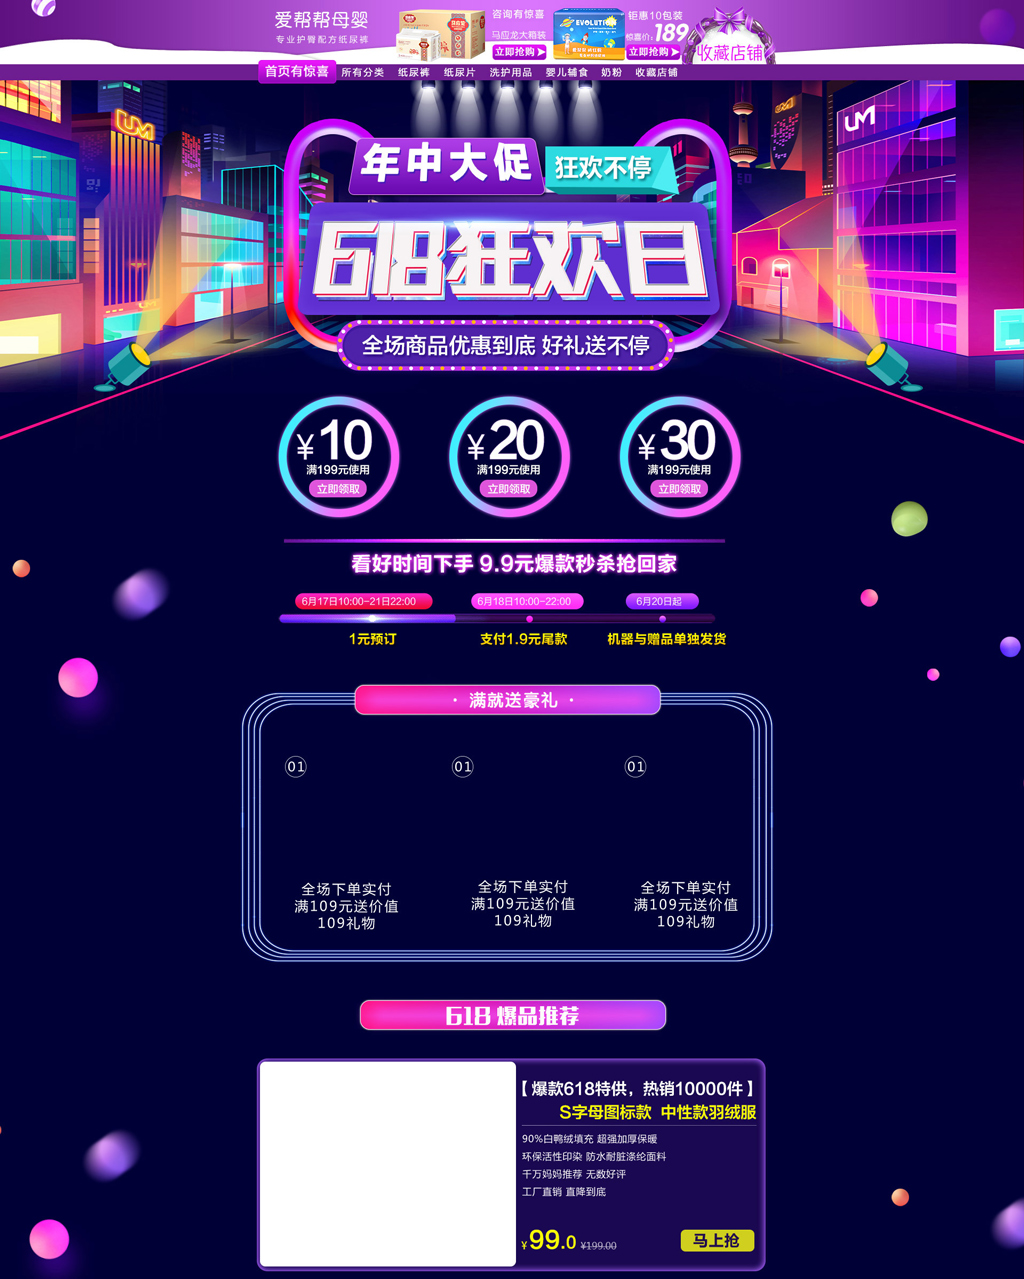 爱帮帮母婴
专业护臀配方纸尿裤
咨询有惊喜
马应龙大箱装
立即抢购
EVOLUTION
钜惠10包装
惊喜价：189
立即抢购
收藏店铺
首页有惊喜 所有分类 纸尿裤 纸尿片 洗护用品 婴儿辅食 奶粉 收藏店铺
UM
UM
年中大促
狂欢不停
618狂欢日
全场商品优惠到底 好礼送不停
¥10
满199元使用
立即领取
¥20
满199元使用
立即领取
¥30
满199元使用
立即领取
看好时间下手 9.9元爆款秒杀抢回家
6月17日10:00-21日22:00
6月18日10:00-22:00
6月20日起
1元预订
支付1.9元尾款
机器与赠品单独发货
· 满就送豪礼 ·
01
01
01
全场下单实付
满109元送价值
109礼物
全场下单实付
满109元送价值
109礼物
全场下单实付
满109元送价值
109礼物
618 爆品推荐
【爆款618特供，热销10000件】
S字母图标款 中性款羽绒服
90%白鸭绒填充 超强加厚保暖
环保活性印染 防水耐脏涤纶面料
千万妈妈推荐 无数好评
工厂直销 直降到底
¥99.0 ¥199.00
马上抢